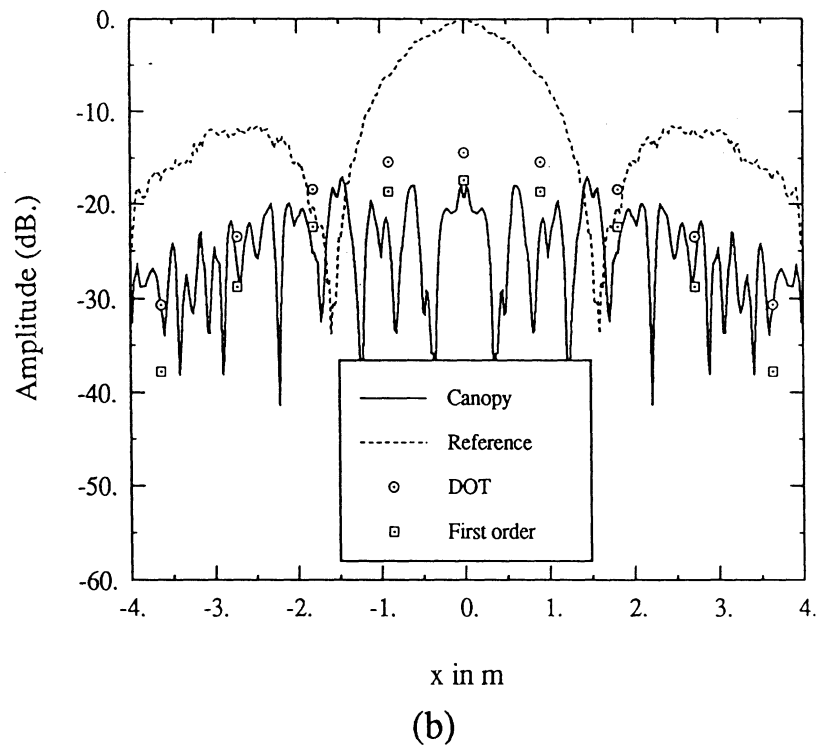 0.
-10.
-20.
-30.
-40.
-50.
-60.
Amplitude (dB.)
Canopy
Reference
DOT
First order
-4. -3. -2. -1. 0. 1. 2. 3. 4.
x in m
(b)